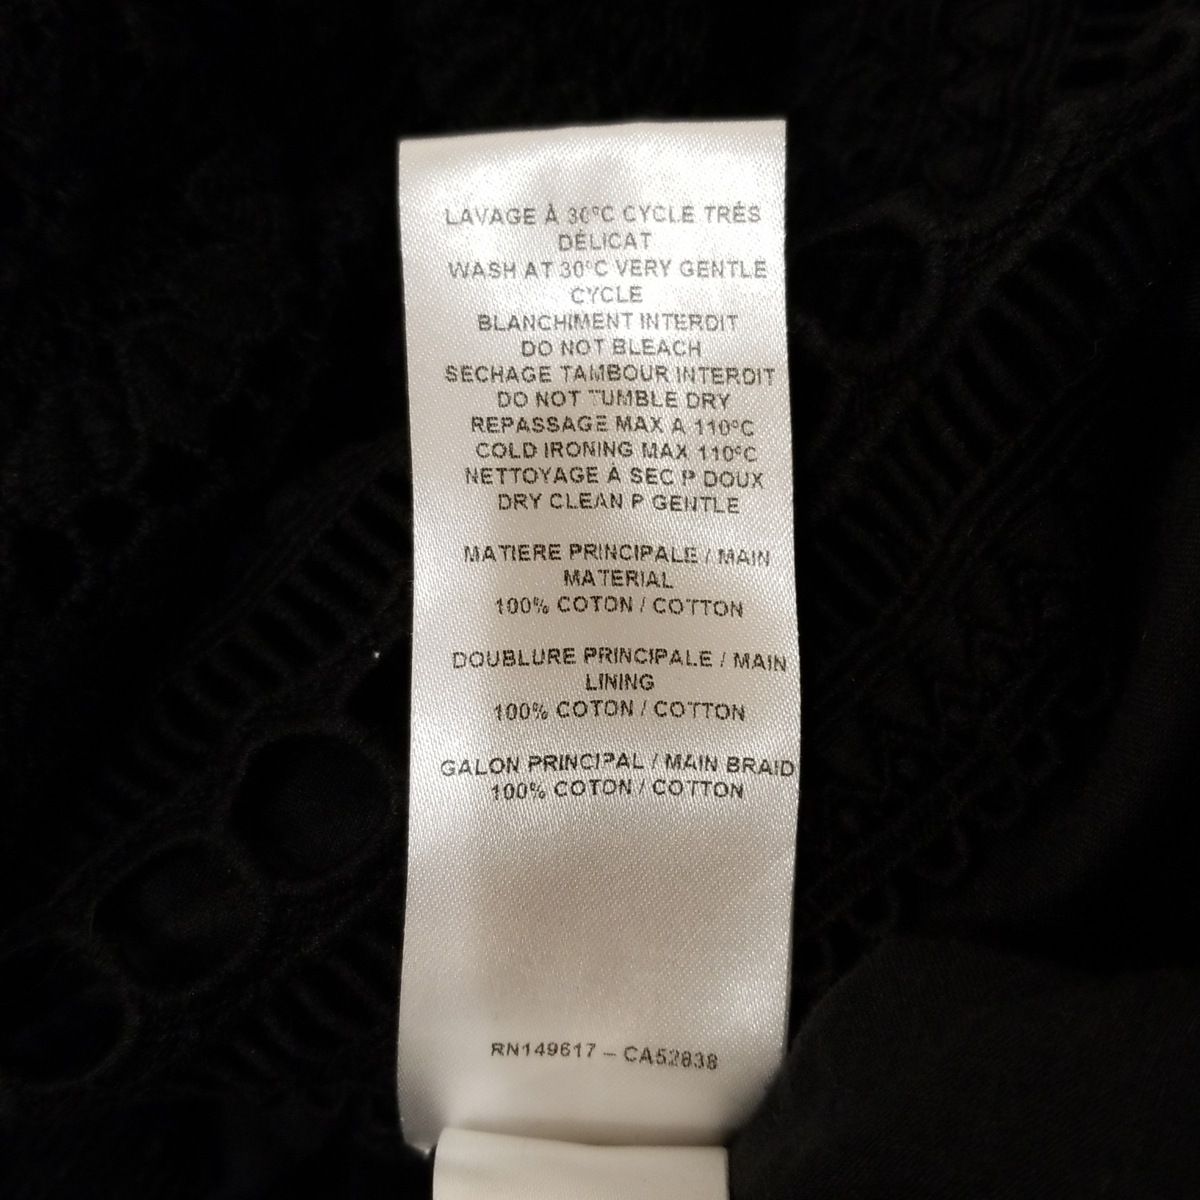 LAVAGE À 30°C CYCLE TRÈS
DÉLICAT
WASH AT 30°C VERY GENTLE
CYCLE
BLANCHIMENT INTERDIT
DO NOT BLEACH
SECHAGE TAMBOUR INTERDIT
DO NOT TUMBLE DRY
REPASSAGE MAX A 110°C
COLD IRONING MAX 110°C
NETTOYAGE À SEC P DOUX
DRY CLEAN P GENTLE
MATIERE PRINCIPALE / MAIN
MATERIAL
100% COTON / COTTON
DOUBLURE PRINCIPALE / MAIN
LINING
100% COTON / COTTON
GALON PRINCIPAL / MAIN BRAID
100% COTON / COTTON
RN149617 – CA52838